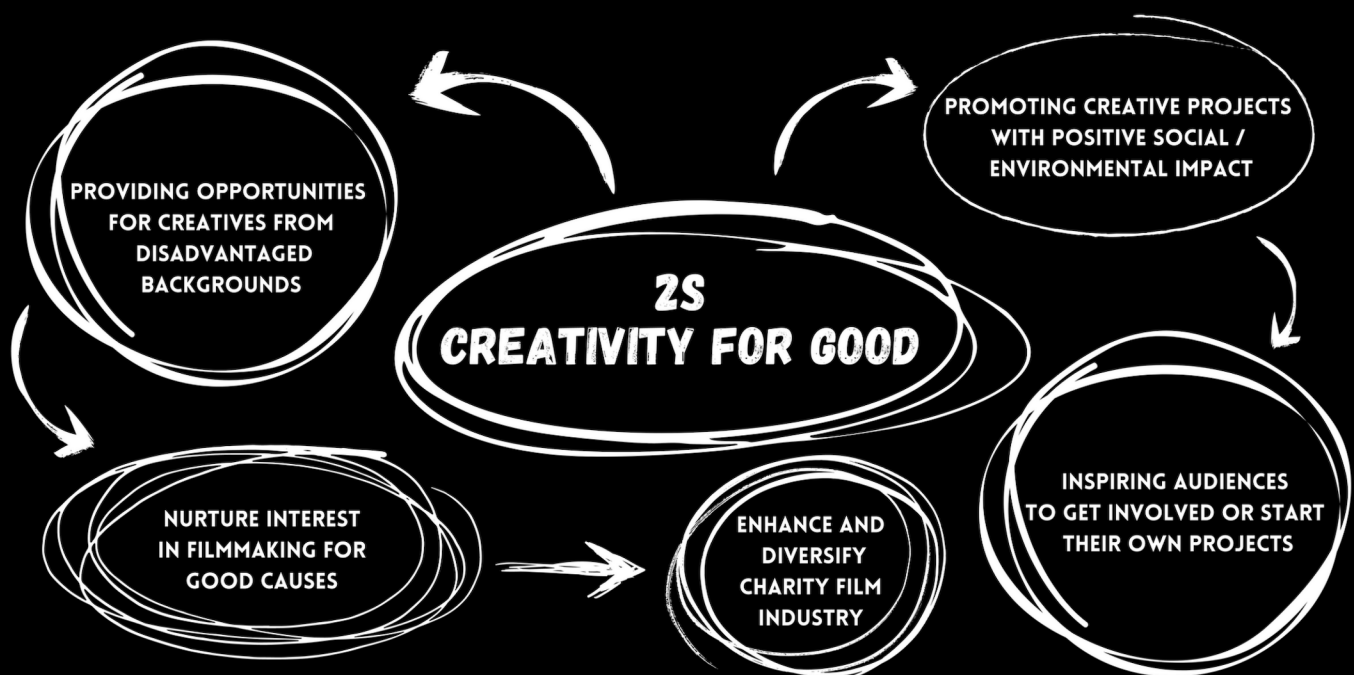 2S
CREATIVITY FOR GOOD
PROVIDING OPPORTUNITIES
FOR CREATIVES FROM
DISADVANTAGED
BACKGROUNDS
NURTURE INTEREST
IN FILMMAKING FOR
GOOD CAUSES
ENHANCE AND
DIVERSIFY
CHARITY FILM
INDUSTRY
PROMOTING CREATIVE PROJECTS
WITH POSITIVE SOCIAL /
ENVIRONMENTAL IMPACT
INSPIRING AUDIENCES
TO GET INVOLVED OR START
THEIR OWN PROJECTS